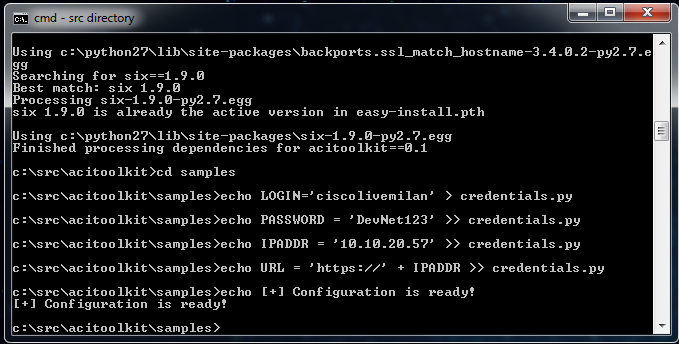 cmd - src directory
Using c:\python27\lib\site-packages\backports.ssl_match_hostname-3.4.0.2-py2.7.e
gg
Searching for six==1.9.0
Best match: six 1.9.0
Processing six-1.9.0-py2.7.egg
six 1.9.0 is already the active version in easy-install.pth
Using c:\python27\lib\site-packages\six-1.9.0-py2.7.egg
Finished processing dependencies for acitoolkit==0.1
c:\src\acitoolkit>cd samples
c:\src\acitoolkit\samples>echo LOGIN='ciscolivemilan' > credentials.py
c:\src\acitoolkit\samples>echo PASSWORD = 'DevNet123' >> credentials.py
c:\src\acitoolkit\samples>echo IPADDR = '10.10.20.57' >> credentials.py
c:\src\acitoolkit\samples>echo URL = 'https://' + IPADDR >> credentials.py
c:\src\acitoolkit\samples>echo [+] Configuration is ready!
[+] Configuration is ready!
c:\src\acitoolkit\samples>